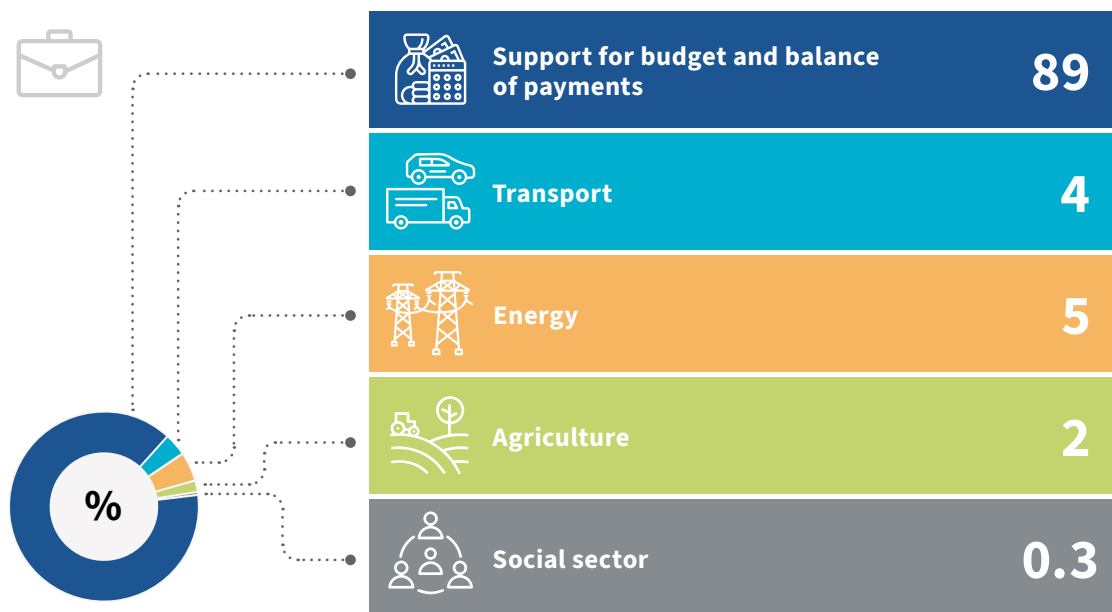 Support for budget and balance
of payments
89
Transport
4
Energy
5
Agriculture
2
Social sector
0.3
%